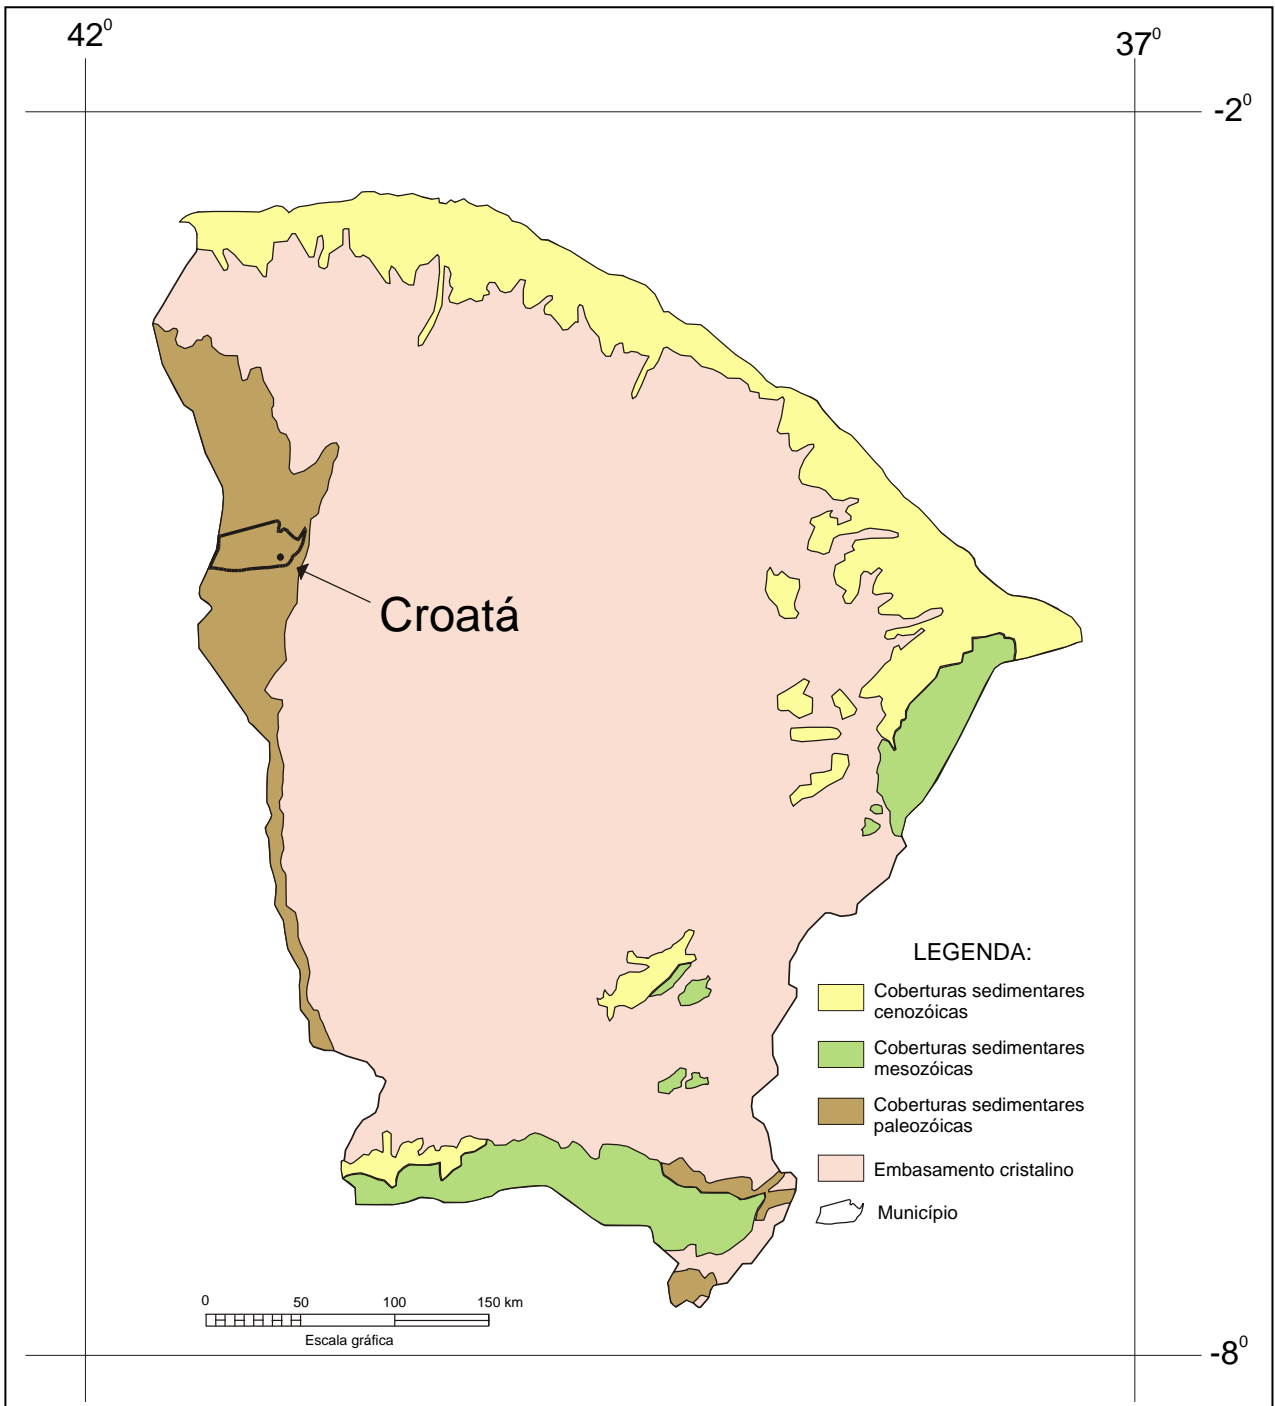 42⁰
37⁰
-2⁰
Croatá
LEGENDA:
Coberturas sedimentares
cenozóicas
Coberturas sedimentares
mesozóicas
Coberturas sedimentares
paleozóicas
Embasamento cristalino
Município
0 50 100 150 km
Escala gráfica
-8⁰